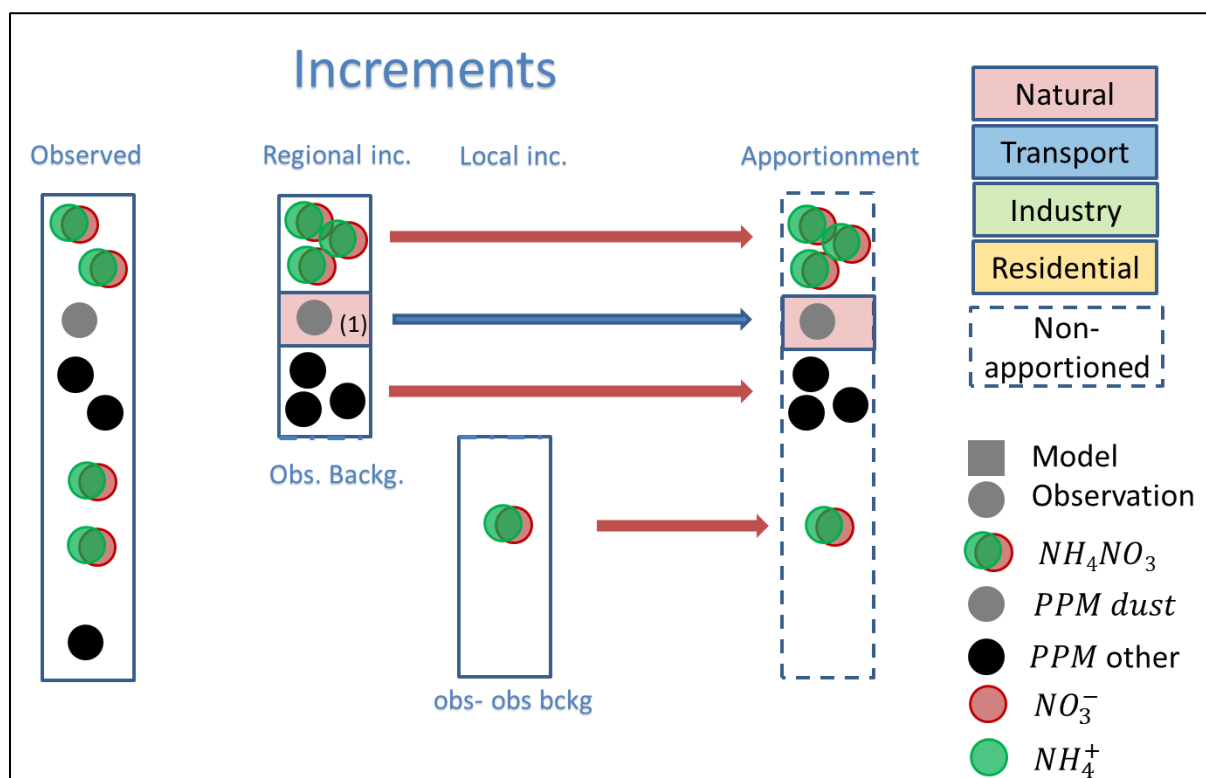 Increments
Observed
Regional inc.
Local inc.
Apportionment
(1)
Obs. Backg.
obs- obs bckg
Natural
Transport
Industry
Residential
Non-
apportioned
Model
Observation
NH₄NO₃
PPM dust
PPM other
NO₃⁻
NH₄⁺